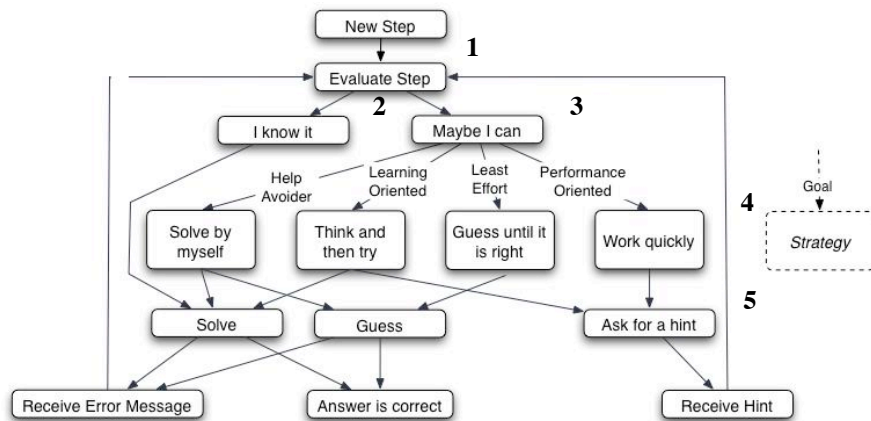 New Step
1
Evaluate Step
2
3
I know it
Maybe I can
Help
Avoider
Learning
Oriented
Least
Effort
Performance
Oriented
Goal
4
Solve by
myself
Think and
then try
Guess until it
is right
Work quickly
Strategy
5
Solve
Guess
Ask for a hint
Receive Error Message
Answer is correct
Receive Hint